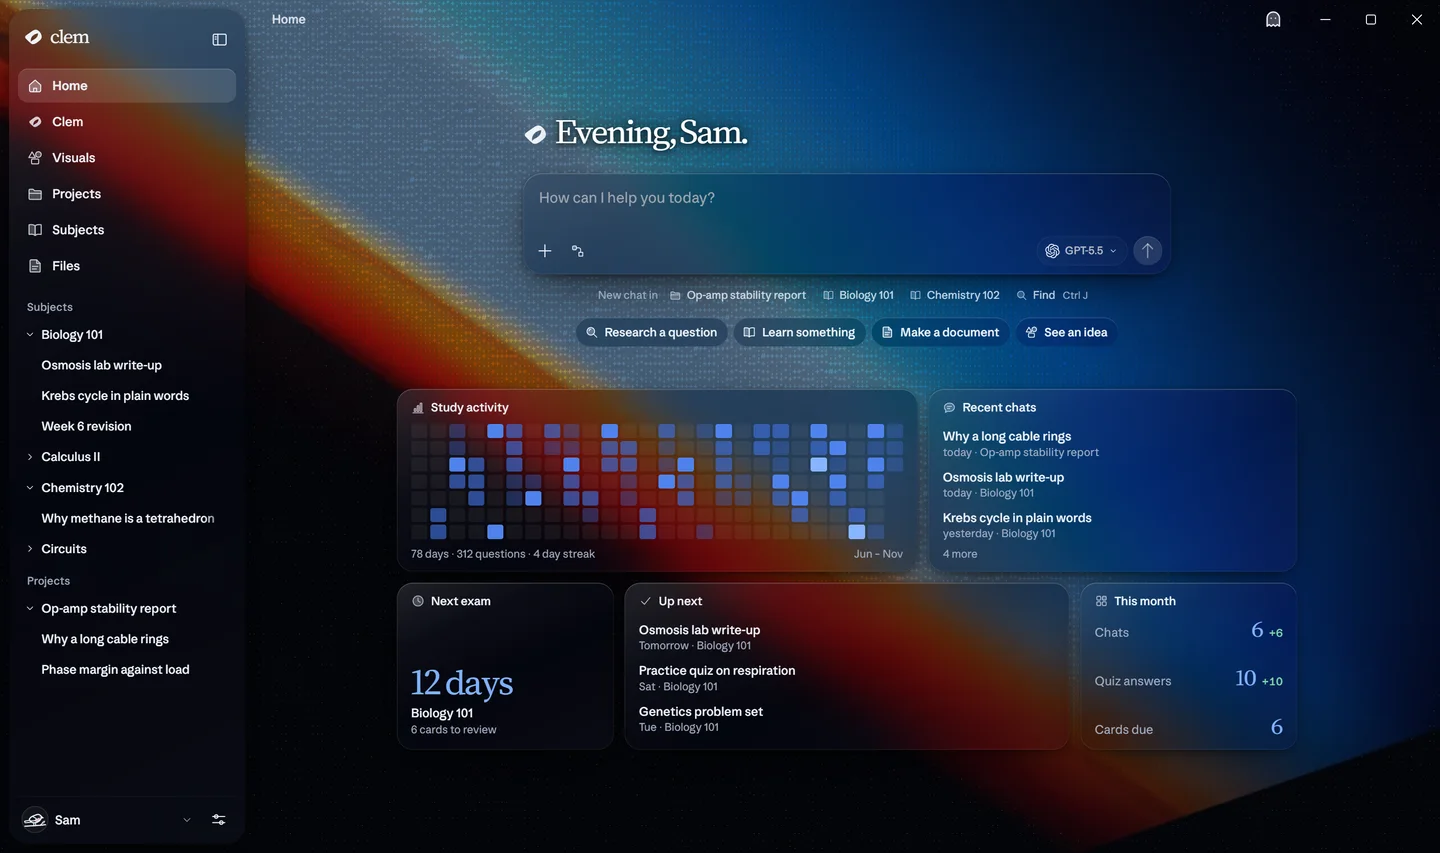 clem
Home
Clem
Visuals
Projects
Subjects
Files
Subjects
Biology 101
Osmosis lab write-up
Krebs cycle in plain words
Week 6 revision
Calculus II
Chemistry 102
Why methane is a tetrahedron
Circuits
Projects
Op-amp stability report
Why a long cable rings
Phase margin against load
Sam
Home
Evening, Sam.
How can I help you today?
GPT-5.5
New chat in Op-amp stability report Biology 101 Chemistry 102 Find Ctrl J
Research a question Learn something Make a document See an idea
Study activity
78 days · 312 questions · 4 day streak Jun - Nov
Recent chats
Why a long cable rings
today · Op-amp stability report
Osmosis lab write-up
today · Biology 101
Krebs cycle in plain words
yesterday · Biology 101
4 more
Next exam
12 days
Biology 101
6 cards to review
Up next
Osmosis lab write-up
Tomorrow · Biology 101
Practice quiz on respiration
Sat · Biology 101
Genetics problem set
Tue · Biology 101
This month
Chats 6 +6
Quiz answers 10 +10
Cards due 6